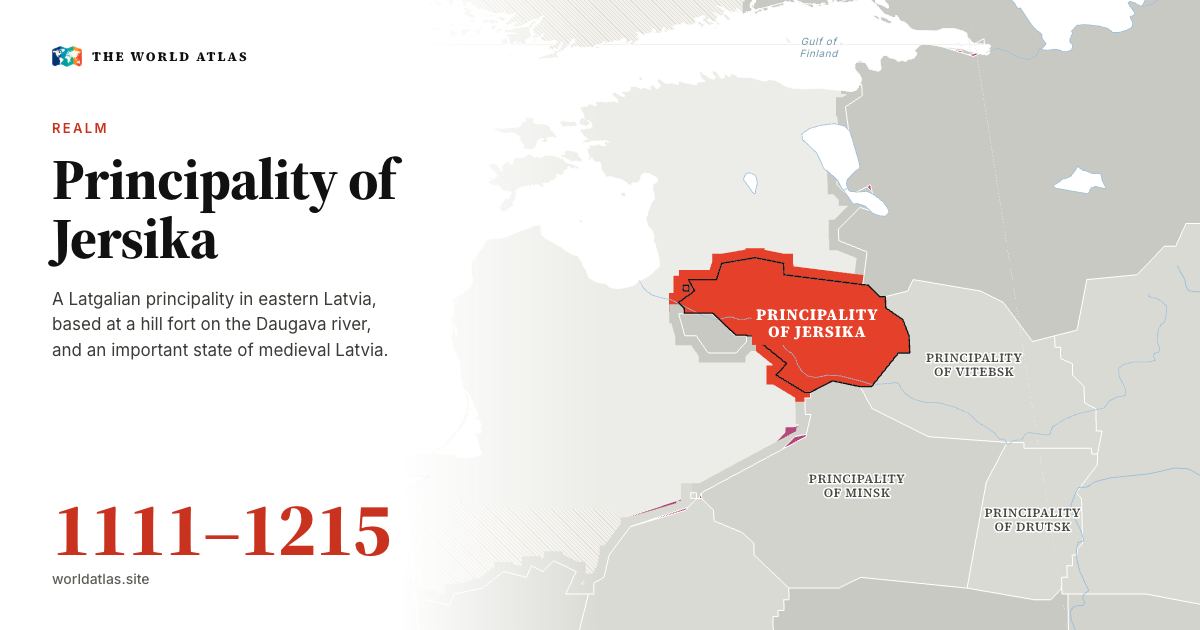 THE WORLD ATLAS
REALM
Principality of
Jersika
A Latgalian principality in eastern Latvia,
based at a hill fort on the Daugava river,
and an important state of medieval Latvia.
1111–1215
worldatlas.site
Gulf of
Finland
PRINCIPALITY
OF JERSIKA
PRINCIPALITY
OF VITEBSK
PRINCIPALITY
OF MINSK
PRINCIPALITY
OF DRUTSK